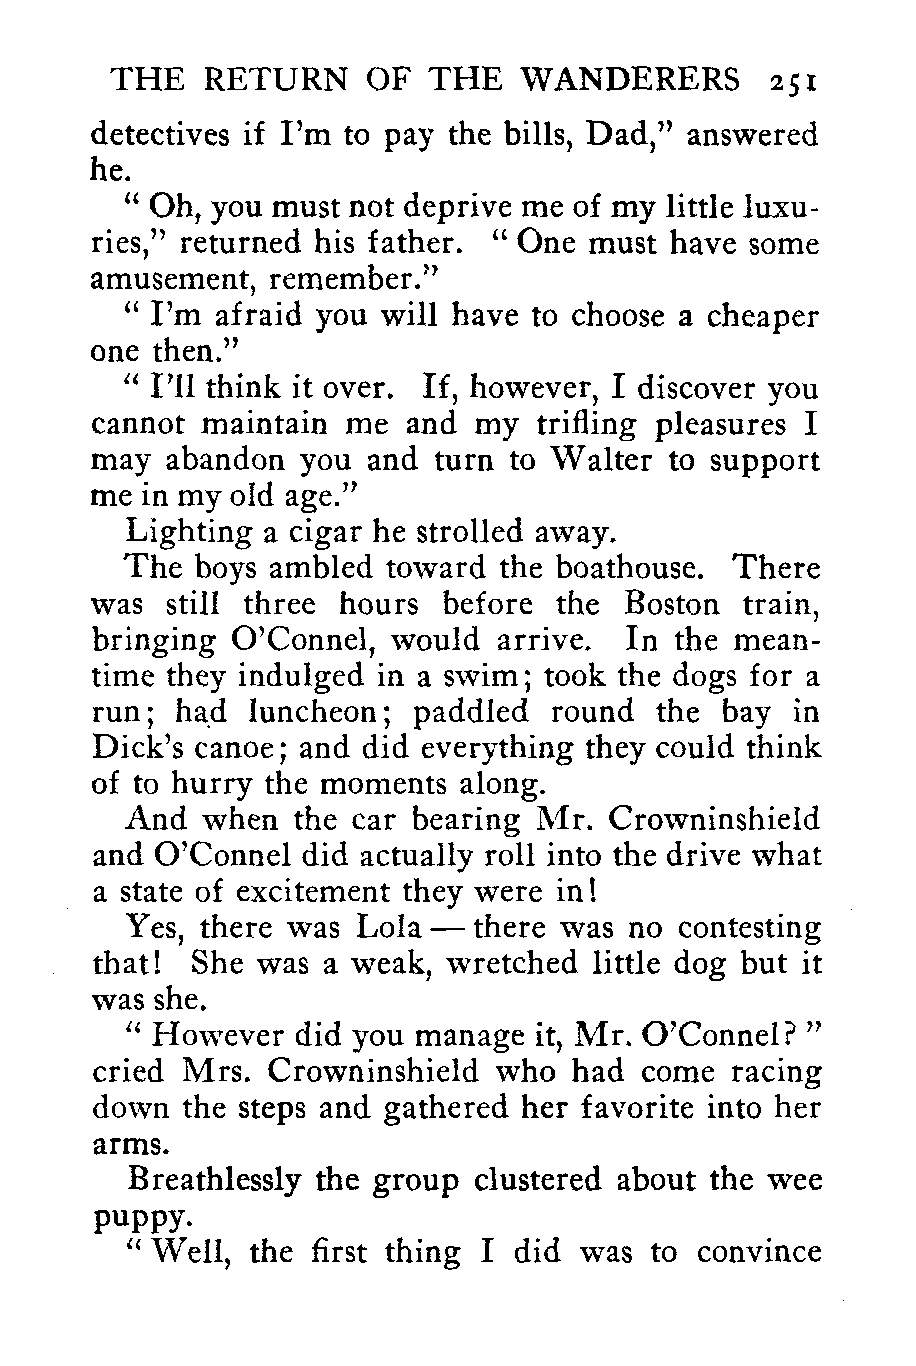 THE RETURN OF THE WANDERERS 251
detectives if I'm to pay the bills, Dad,” answered
he.
“ Oh, you must not deprive me of my little luxu-
ries,” returned his father. “ One must have some
amusement, remember.”
“ I'm afraid you will have to choose a cheaper
one then.”
“ I'll think it over. If, however, I discover you
cannot maintain me and my trifling pleasures I
may abandon you and turn to Walter to support
me in my old age.”
Lighting a cigar he strolled away.
The boys ambled toward the boathouse. There
was still three hours before the Boston train,
bringing O'Connel, would arrive. In the mean-
time they indulged in a swim; took the dogs for a
run; had luncheon; paddled round the bay in
Dick's canoe; and did everything they could think
of to hurry the moments along.
And when the car bearing Mr. Crowninshield
and O'Connel did actually roll into the drive what
a state of excitement they were in!
Yes, there was Lola — there was no contesting
that! She was a weak, wretched little dog but it
was she.
“ However did you manage it, Mr. O'Connel? ”
cried Mrs. Crowninshield who had come racing
down the steps and gathered her favorite into her
arms.
Breathlessly the group clustered about the wee
puppy.
“ Well, the first thing I did was to convince